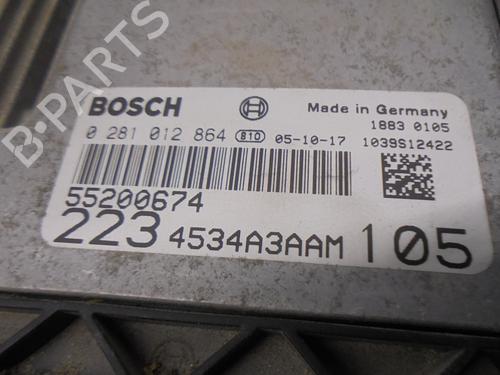 B-PARTS
BOSCH
Made in Germany
0 281 012 864 810 05-10-17
1883 0105
1039S12422
55200674
223 4534A3AAM 105